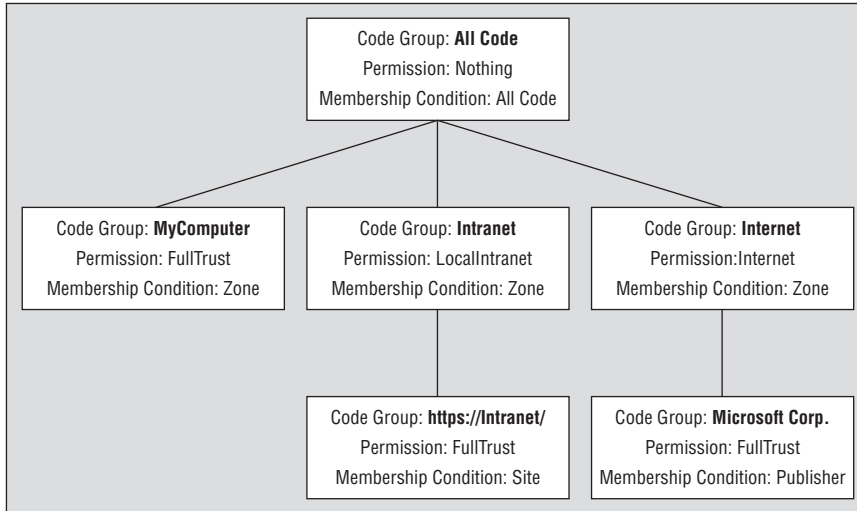 Code Group: All Code
Permission: Nothing
Membership Condition: All Code
Code Group: MyComputer
Permission: FullTrust
Membership Condition: Zone
Code Group: Intranet
Permission: LocalIntranet
Membership Condition: Zone
Code Group: Internet
Permission:Internet
Membership Condition: Zone
Code Group: https://Intranet/
Permission: FullTrust
Membership Condition: Site
Code Group: Microsoft Corp.
Permission: FullTrust
Membership Condition: Publisher